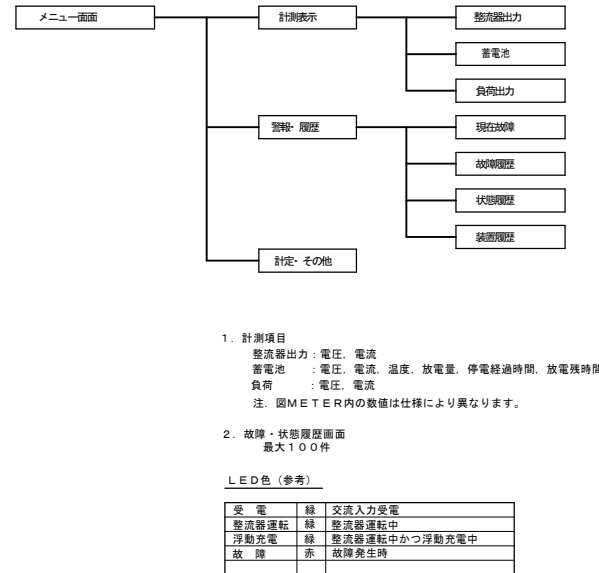 メニュー画面
計測表示
整流器出力
蓄電池
負荷出力
警報・履歴
現在故障
故障履歴
状態履歴
装置履歴
計定・その他
1．計測項目
整流器出力：電圧，電流
蓄電池　　：電圧，電流，温度，放電量，停電経過時間，放電残時間
負荷　　　：電圧，電流
注．図ＭＥＴＥＲ内の数値は仕様により異なります。
2．故障・状態履歴画面
最大１００件
ＬＥＤ色（参考）
受　電　緑　交流入力受電
整流器運転　緑　整流器運転中
浮動充電　緑　整流器運転中かつ浮動充電中
故　障　赤　故障発生時